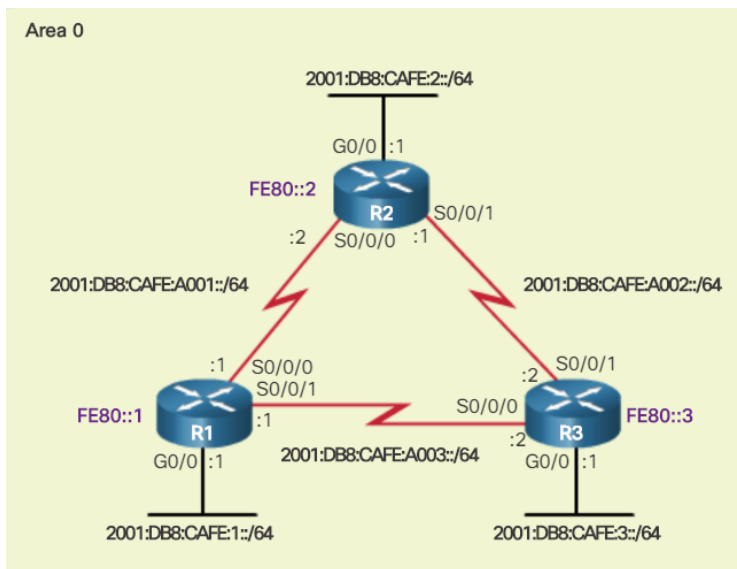 Area 0
2001:DB8:CAFE:2::/64
G0/0 :1
FE80::2
R2
S0/0/1
:2 S0/0/0 :1
2001:DB8:CAFE:A001::/64
2001:DB8:CAFE:A002::/64
:1 S0/0/0
S0/0/1
:2 S0/0/1
FE80::1
R1
:1
S0/0/0
R3
FE80::3
:2
G0/0 :1
2001:DB8:CAFE:A003::/64
G0/0 :1
2001:DB8:CAFE:1::/64
2001:DB8:CAFE:3::/64